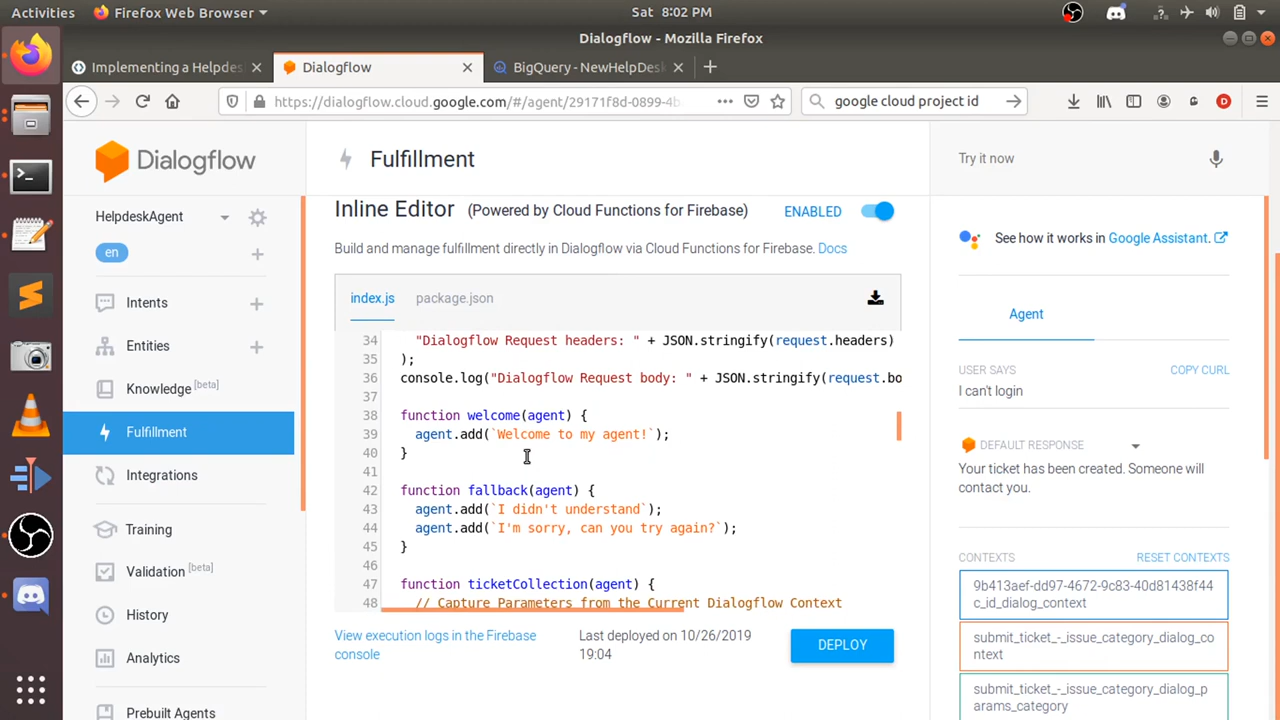 Activities
Firefox Web Browser
Sat 8:02 PM
Dialogflow - Mozilla Firefox
Implementing a Helpdes
Dialogflow
BigQuery - NewHelpDesk
https://dialogflow.cloud.google.com/#/agent/29171f8d-0899-4b
google cloud project id
Dialogflow
Fulfillment
Try it now
HelpdeskAgent
en
Intents
Entities
Knowledge [beta]
Fulfillment
Integrations
Training
Validation [beta]
History
Analytics
Prebuilt Agents
Inline Editor (Powered by Cloud Functions for Firebase) ENABLED
Build and manage fulfillment directly in Dialogflow via Cloud Functions for Firebase. Docs
index.js package.json
34 "Dialogflow Request headers: " + JSON.stringify(request.headers)
35 );
36 console.log("Dialogflow Request body: " + JSON.stringify(request.bo
37
38 function welcome(agent) {
39 agent.add(`Welcome to my agent!`);
40 }
41
42 function fallback(agent) {
43 agent.add(`I didn't understand`);
44 agent.add(`I'm sorry, can you try again?`);
45 }
46
47 function ticketCollection(agent) {
48 // Capture Parameters from the Current Dialogflow Context
View execution logs in the Firebase
console
Last deployed on 10/26/2019
19:04
DEPLOY
See how it works in Google Assistant.
Agent
USER SAYS COPY CURL
I can't login
DEFAULT RESPONSE
Your ticket has been created. Someone will
contact you.
CONTEXTS RESET CONTEXTS
9b413aef-dd97-4672-9c83-40d81438f44
c_id_dialog_context
submit_ticket_-_issue_category_dialog_co
ntext
submit_ticket_-_issue_category_dialog_p
arams_category